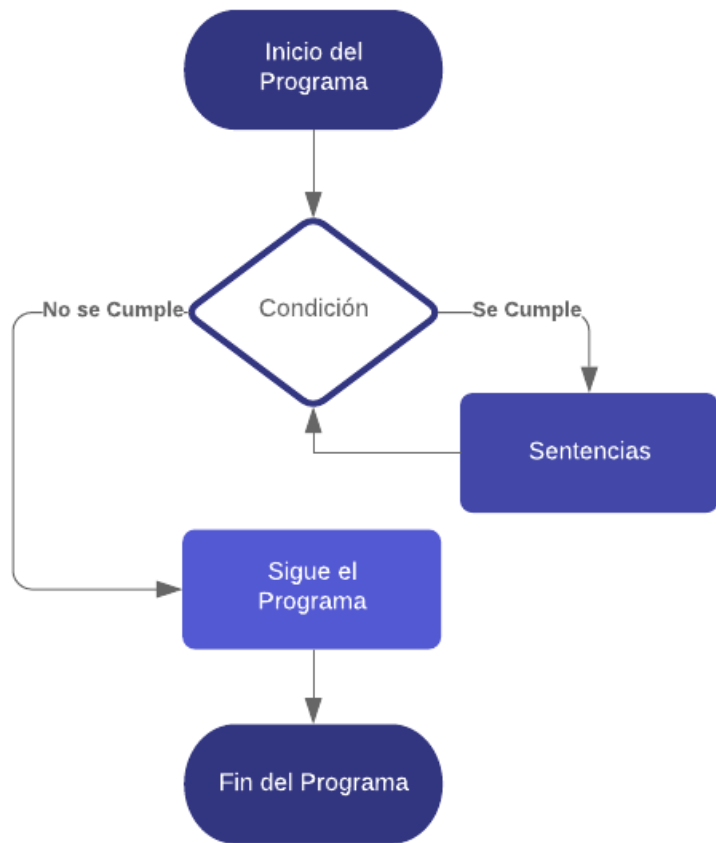 Inicio del
Programa
Condición
No se Cumple
Se Cumple
Sentencias
Sigue el
Programa
Fin del Programa